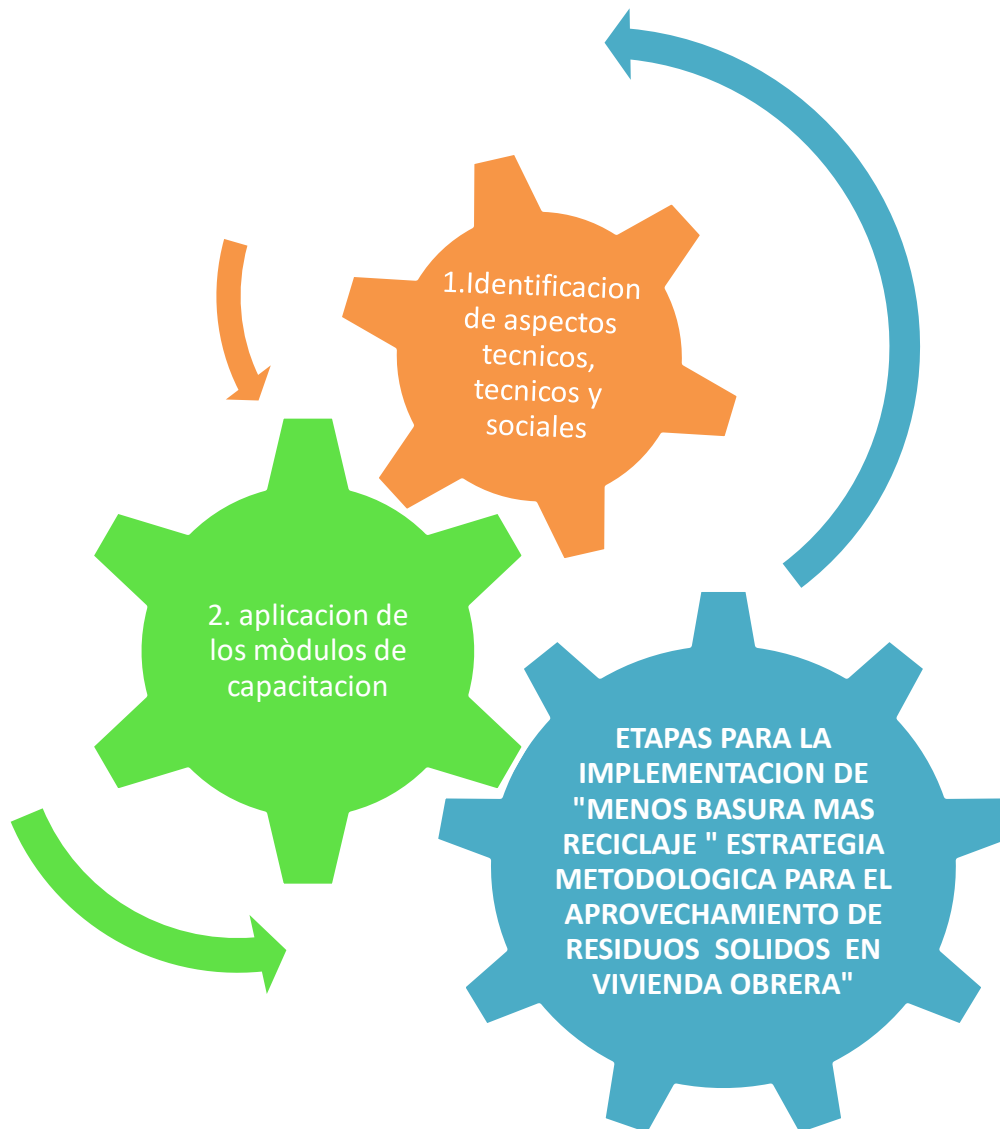 1.Identificacion
de aspectos
tecnicos,
tecnicos y
sociales
2. aplicacion de
los mòdulos de
capacitacion
ETAPAS PARA LA
IMPLEMENTACION DE
"MENOS BASURA MAS
RECICLAJE " ESTRATEGIA
METODOLOGICA PARA EL
APROVECHAMIENTO DE
RESIDUOS SOLIDOS EN
VIVIENDA OBRERA"